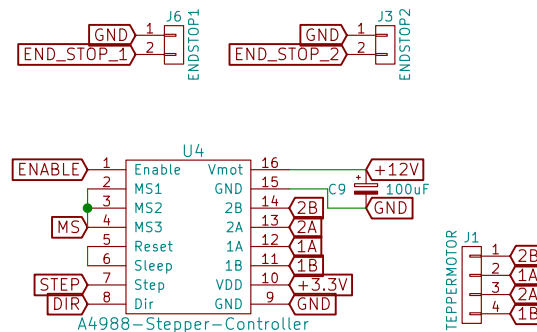 J6
GND 1
END_STOP_1 2
ENDSTOP1
J3
GND 1
END_STOP_2 2
ENDSTOP2
U4
ENABLE 1 Enable Vmot 16 +12V
2 MS1 GND 15 C9 + 100uF
3 MS2 2B 14 2B GND
MS 4 MS3 2A 13 2A
5 Reset 1A 12 1A
6 Sleep 1B 11 1B
STEP 7 Step VDD 10 +3.3V
DIR 8 Dir GND 9 GND
A4988-Stepper-Controller
J1
TEPPERMOTOR
1 2B
2 1A
3 2A
4 1B